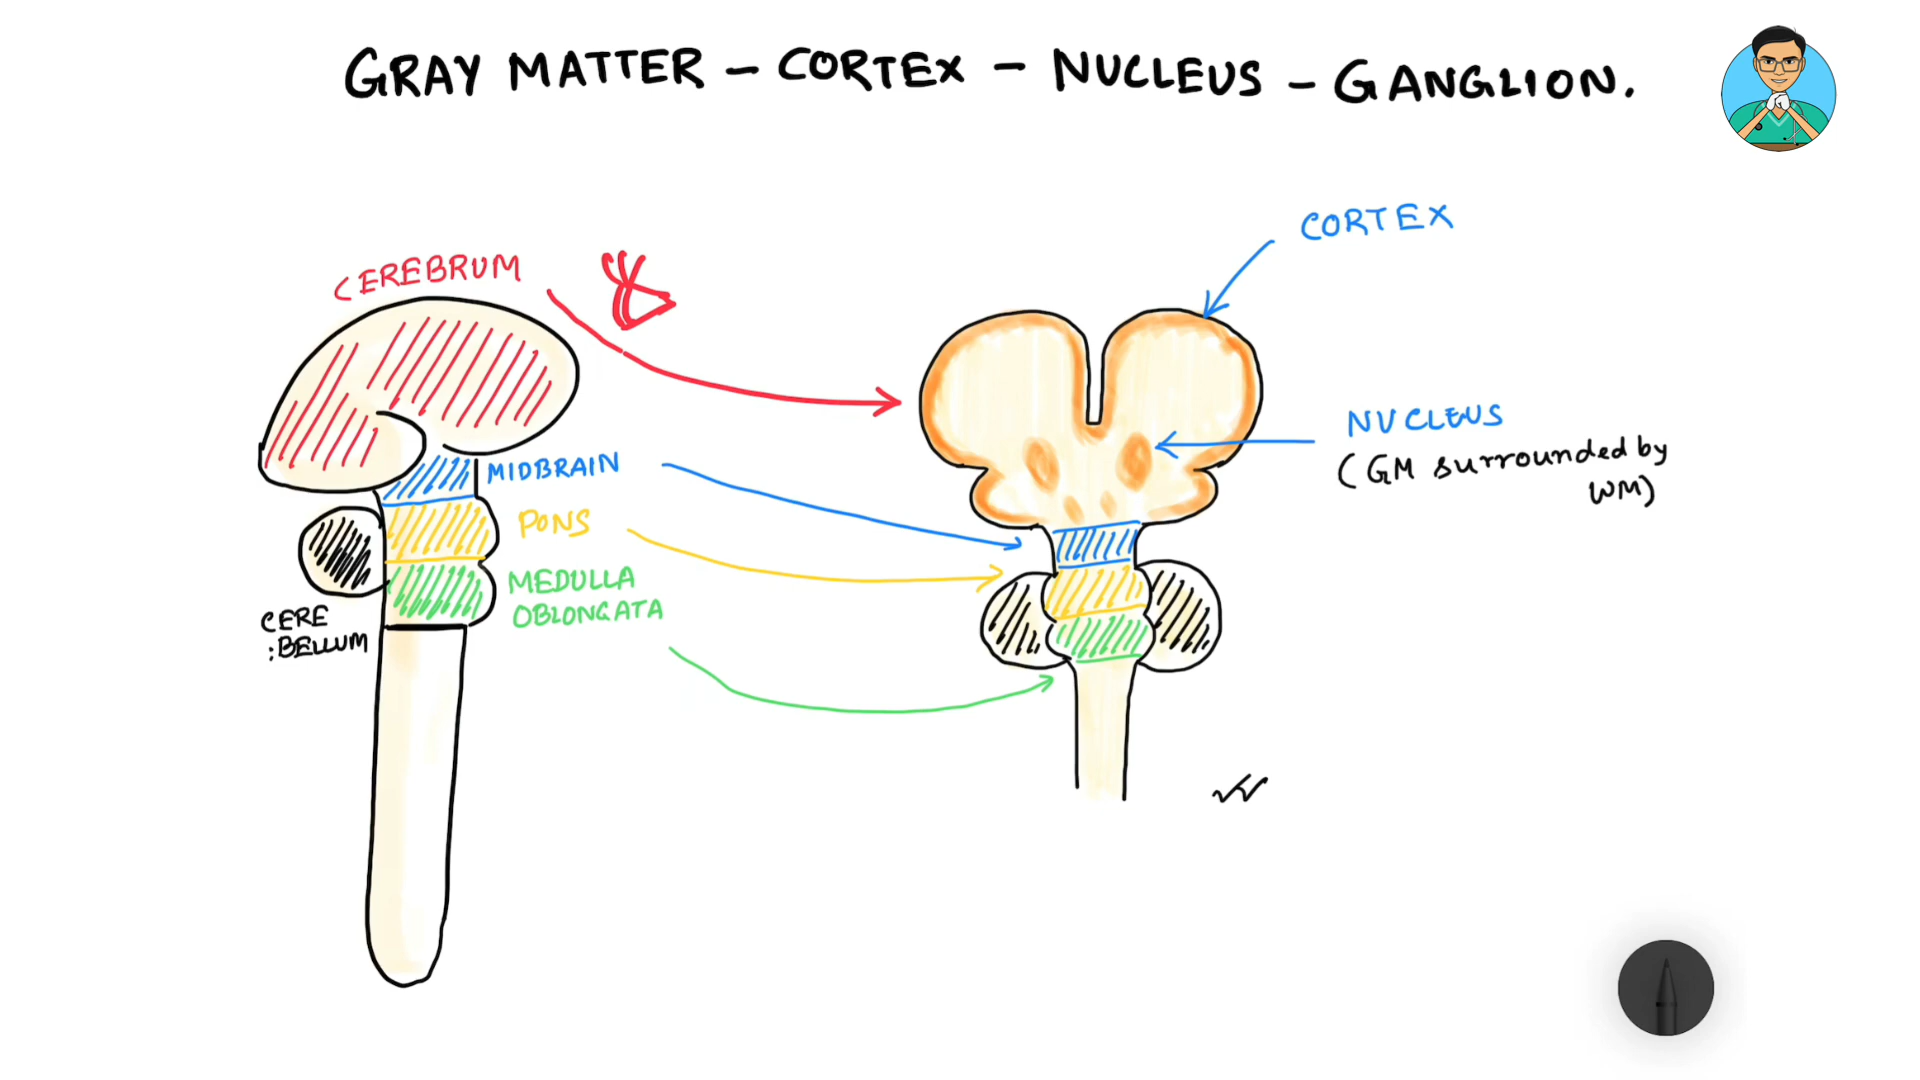 GRAY MATTER – CORTEX – NUCLEUS – GANGLION.
CORTEX
CEREBRUM
NUCLEUS
(GM surrounded by
WM)
MIDBRAIN
PONS
MEDULLA
OBLONGATA
CERE
:BELLUM